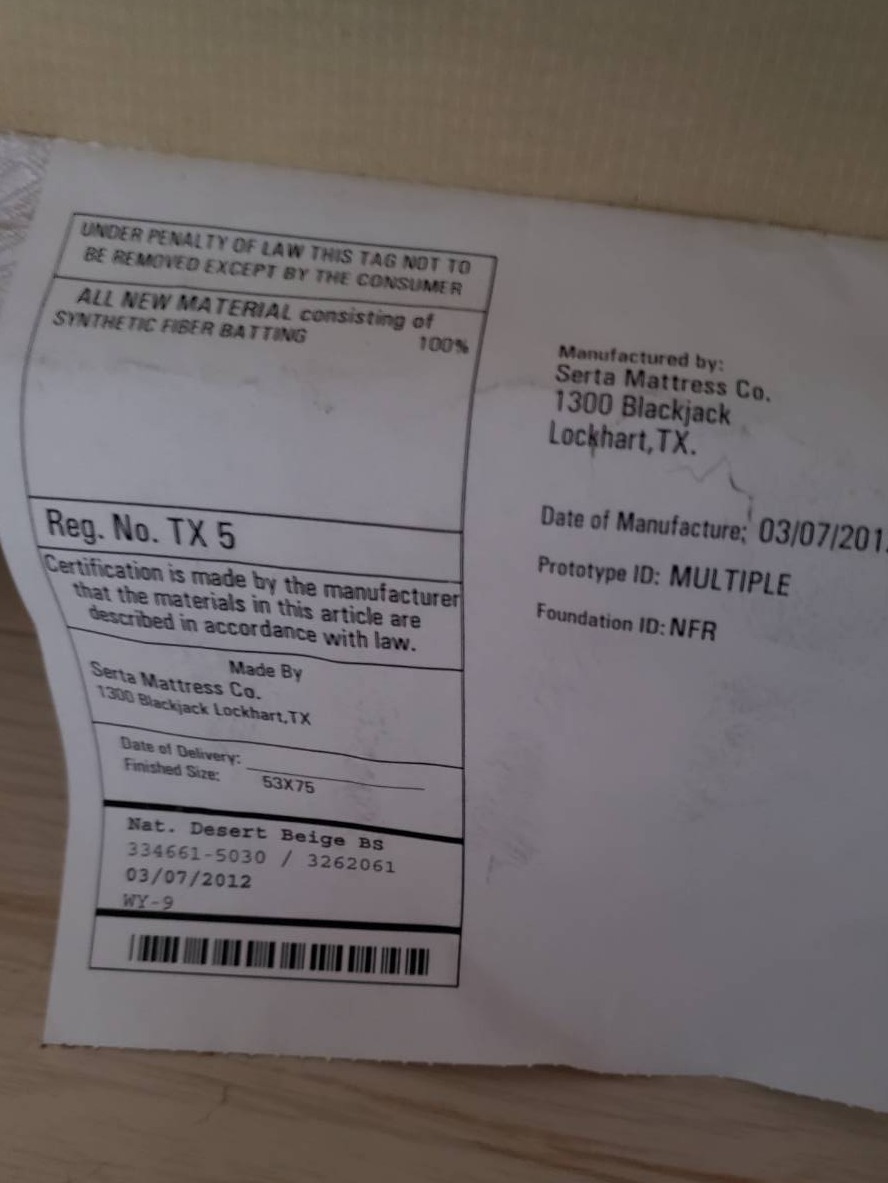 UNDER PENALTY OF LAW THIS TAG NOT TO
BE REMOVED EXCEPT BY THE CONSUMER
ALL NEW MATERIAL consisting of
SYNTHETIC FIBER BATTING 100%
Reg. No. TX 5
Certification is made by the manufacturer
that the materials in this article are
described in accordance with law.
Made By
Serta Mattress Co.
1300 Blackjack Lockhart,TX
Date of Delivery:
Finished Size: 53X75
Nat. Desert Beige BS
334661-5030 / 3262061
03/07/2012
WY-9
Manufactured by:
Serta Mattress Co.
1300 Blackjack
Lockhart,TX.
Date of Manufacture: 03/07/201
Prototype ID: MULTIPLE
Foundation ID: NFR